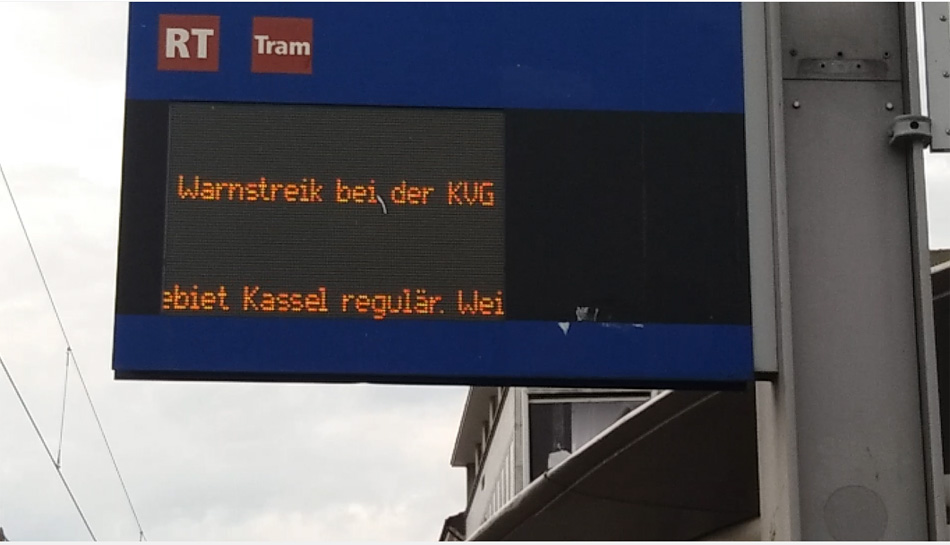 RT Tram
Warnstreik bei der KVG
ebiet Kassel regulär. Wei